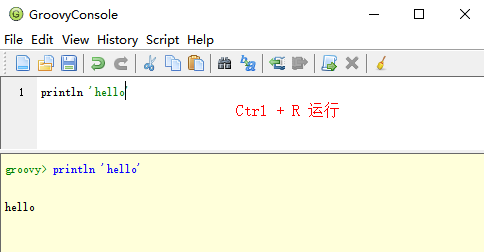 GroovyConsole
File Edit View History Script Help
1 println 'hello
Ctrl + R 运行
groovy> println 'hello'
hello